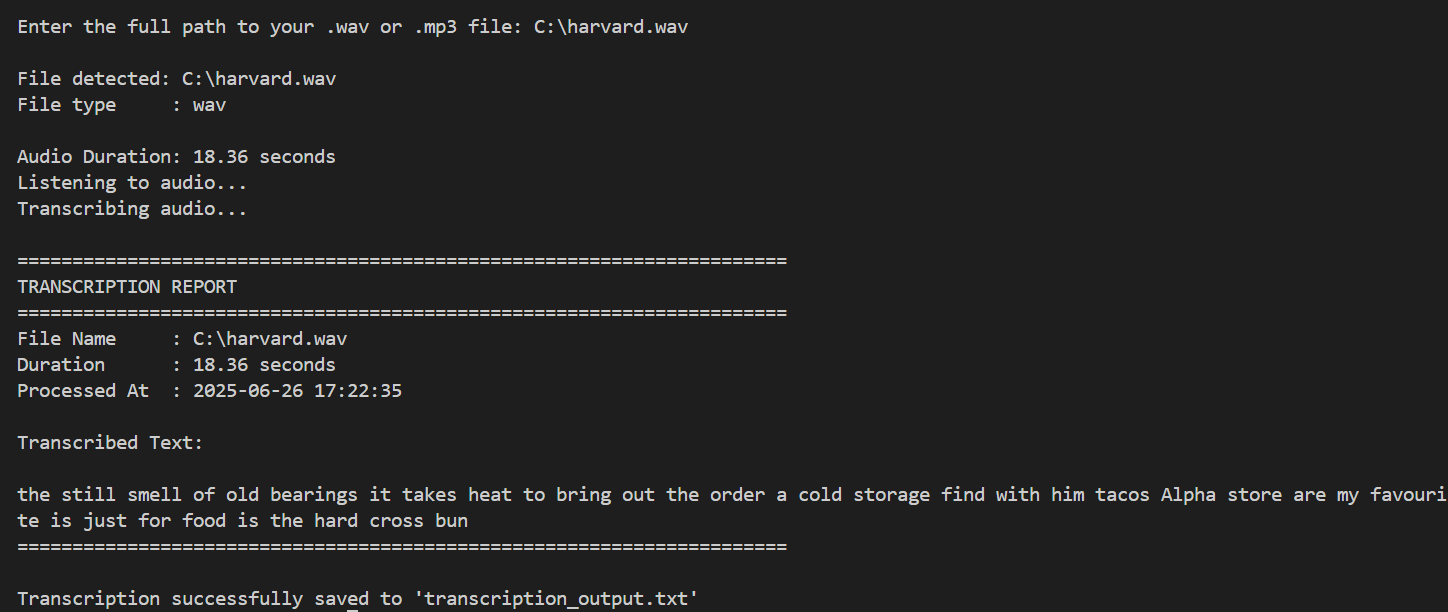 Enter the full path to your .wav or .mp3 file: C:\harvard.wav
File detected: C:\harvard.wav
File type     : wav
Audio Duration: 18.36 seconds
Listening to audio...
Transcribing audio...
======================================================================
TRANSCRIPTION REPORT
======================================================================
File Name     : C:\harvard.wav
Duration      : 18.36 seconds
Processed At  : 2025-06-26 17:22:35
Transcribed Text:
the still smell of old bearings it takes heat to bring out the order a cold storage find with him tacos Alpha store are my favouri
te is just for food is the hard cross bun
======================================================================
Transcription successfully saved to 'transcription_output.txt'